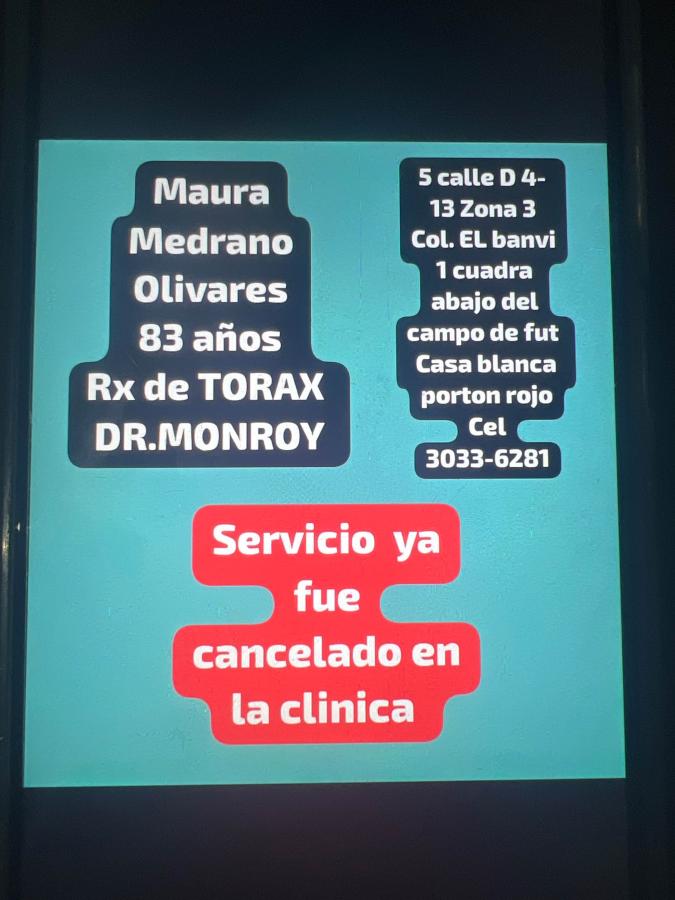 Maura
Medrano
Olivares
83 años
Rx de TORAX
DR.MONROY
5 calle D 4-
13 Zona 3
Col. EL banvi
1 cuadra
abajo del
campo de fut
Casa blanca
porton rojo
Cel
3033-6281
Servicio ya
fue
cancelado en
la clinica